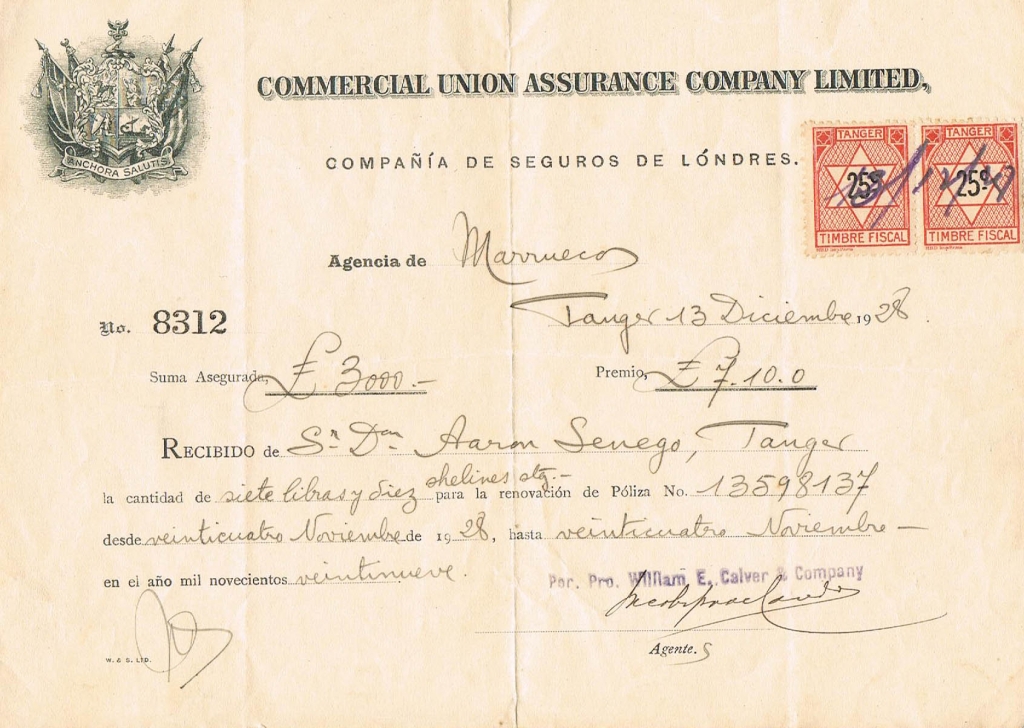 COMMERCIAL UNION ASSURANCE COMPANY LIMITED,
ANCHORA SALUTIS
COMPAÑÍA DE SEGUROS DE LÓNDRES.
TANGER TANGER
25c 25c
TIMBRE FISCAL TIMBRE FISCAL
Agencia de Marruecos
Tanger 13 Diciembre 1928.
No. 8312
Suma Asegurada, £ 3000.- Premio, £ 7.10.0
RECIBIDO de Sr. Dn Aaron Senego, Tanger
la cantidad de siete libras y diez shelines stg.- para la renovación de Póliza No. 13598137
desde veinticuatro Noviembre de 1928, hasta veinticuatro Noviembre —
en el año mil novecientos veintinueve.
Per. Pro. William E. Calver & Company
Agente. s
W. & S. LTD.